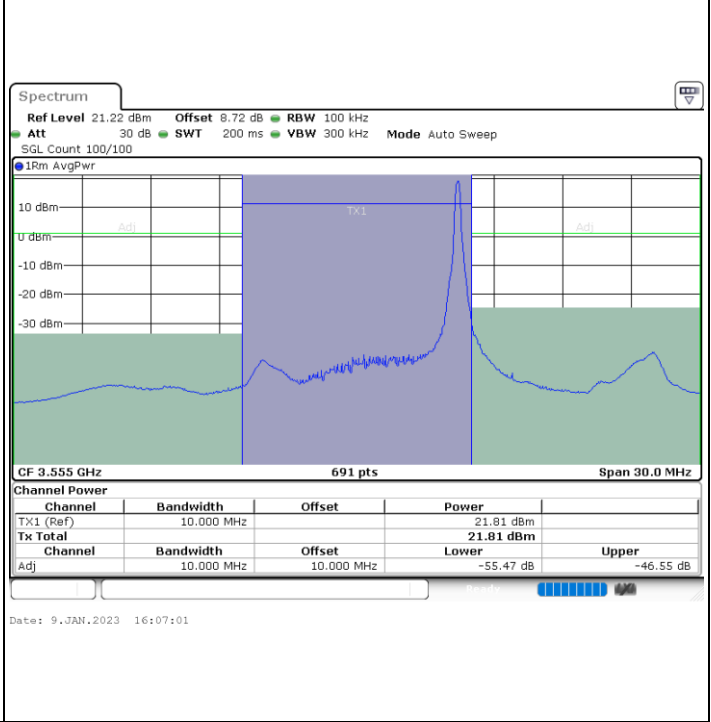 Spectrum
Ref Level 21.22 dBm Offset 8.72 dB RBW 100 kHz
Att 30 dB SWT 200 ms VBW 300 kHz Mode Auto Sweep
SGL Count 100/100
1Rm AvgPwr
10 dBm
TX1
Adj
Adj
0 dBm
-10 dBm
-20 dBm
-30 dBm
CF 3.555 GHz 691 pts Span 30.0 MHz
Channel Power
Channel Bandwidth Offset Power
TX1 (Ref) 10.000 MHz 21.81 dBm
Tx Total 21.81 dBm
Channel Bandwidth Offset Lower Upper
Adj 10.000 MHz 10.000 MHz -55.47 dB -46.55 dB
Ready
Date: 9.JAN.2023 16:07:01